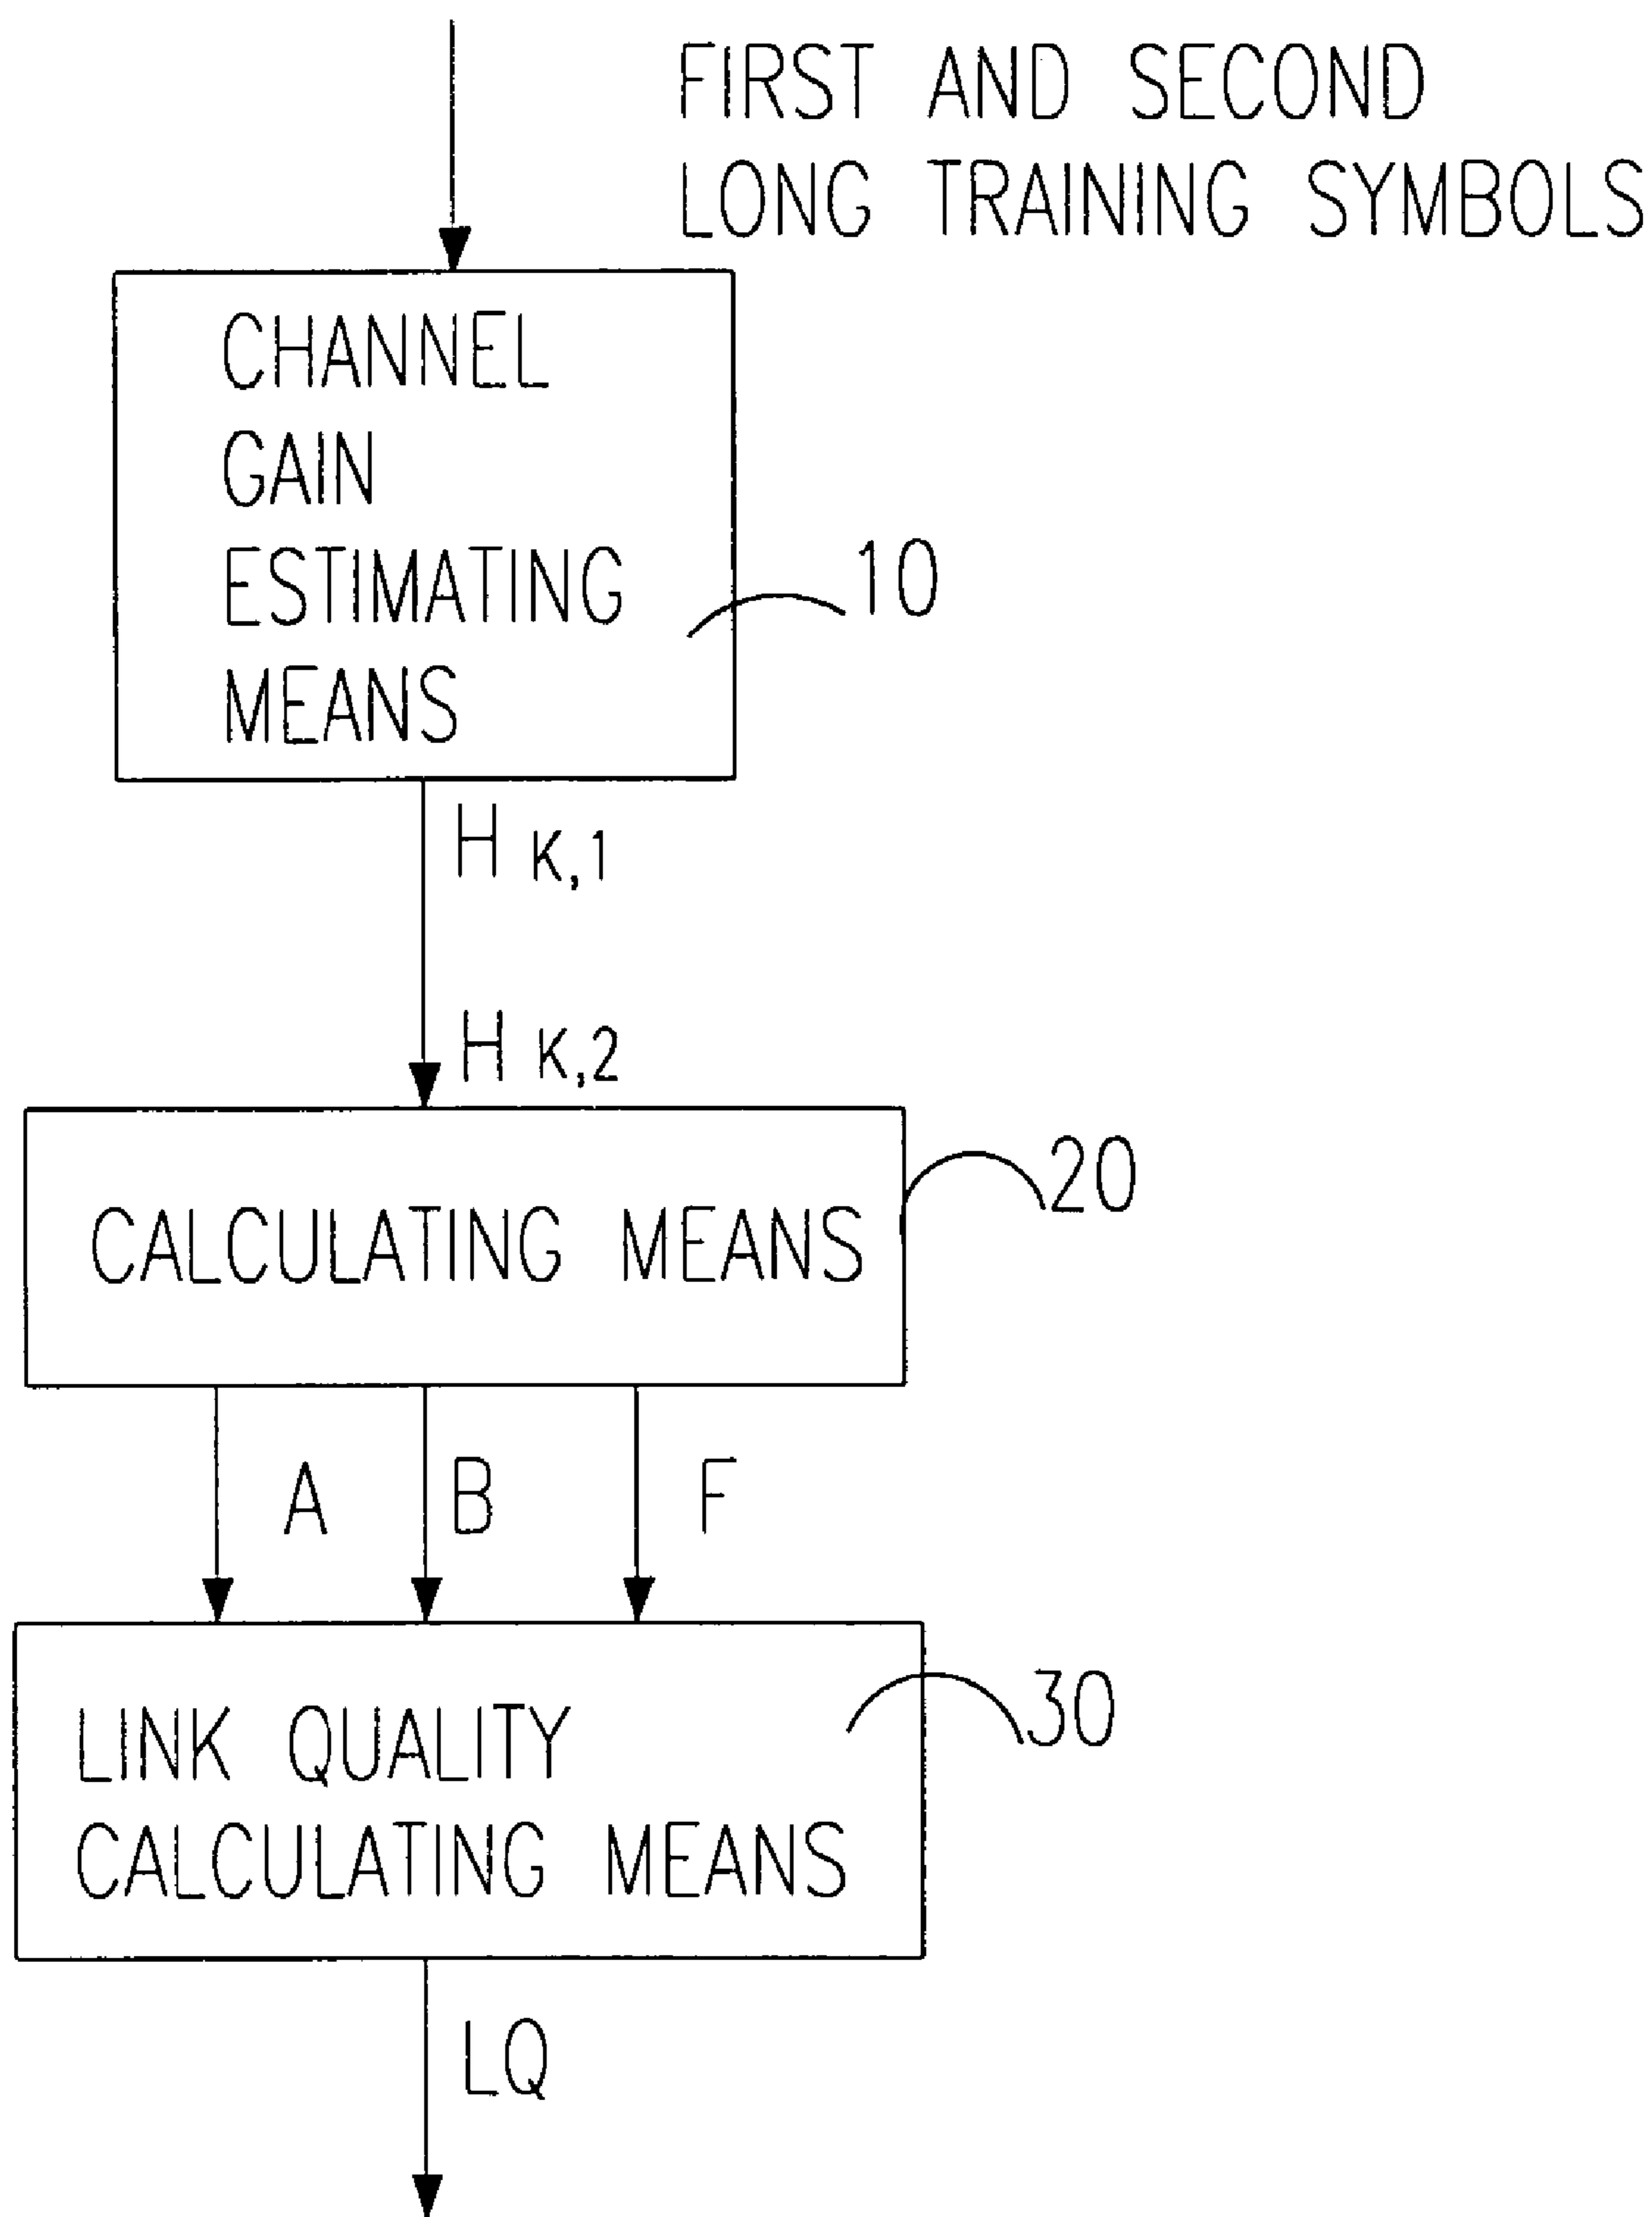 FIRST AND SECOND
LONG TRAINING SYMBOLS
CHANNEL
GAIN
ESTIMATING
MEANS
10
H K,1
H K,2
20
CALCULATING MEANS
A B F
30
LINK QUALITY
CALCULATING MEANS
LQ